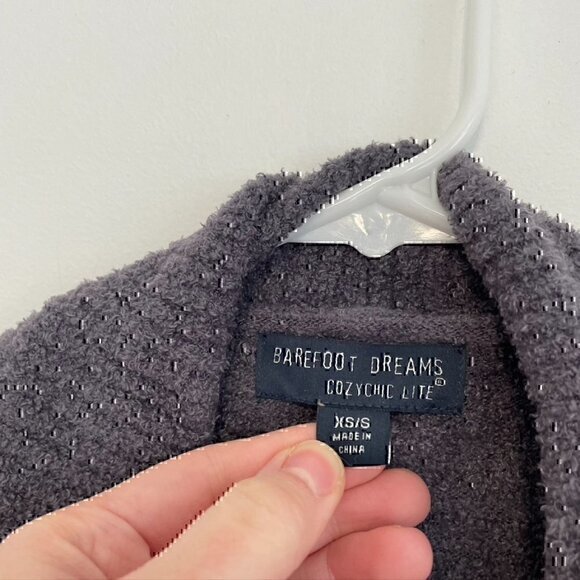 BAREFOOT DREAMS
COZYCHIC LITE®
XS/S
MADE IN
CHINA